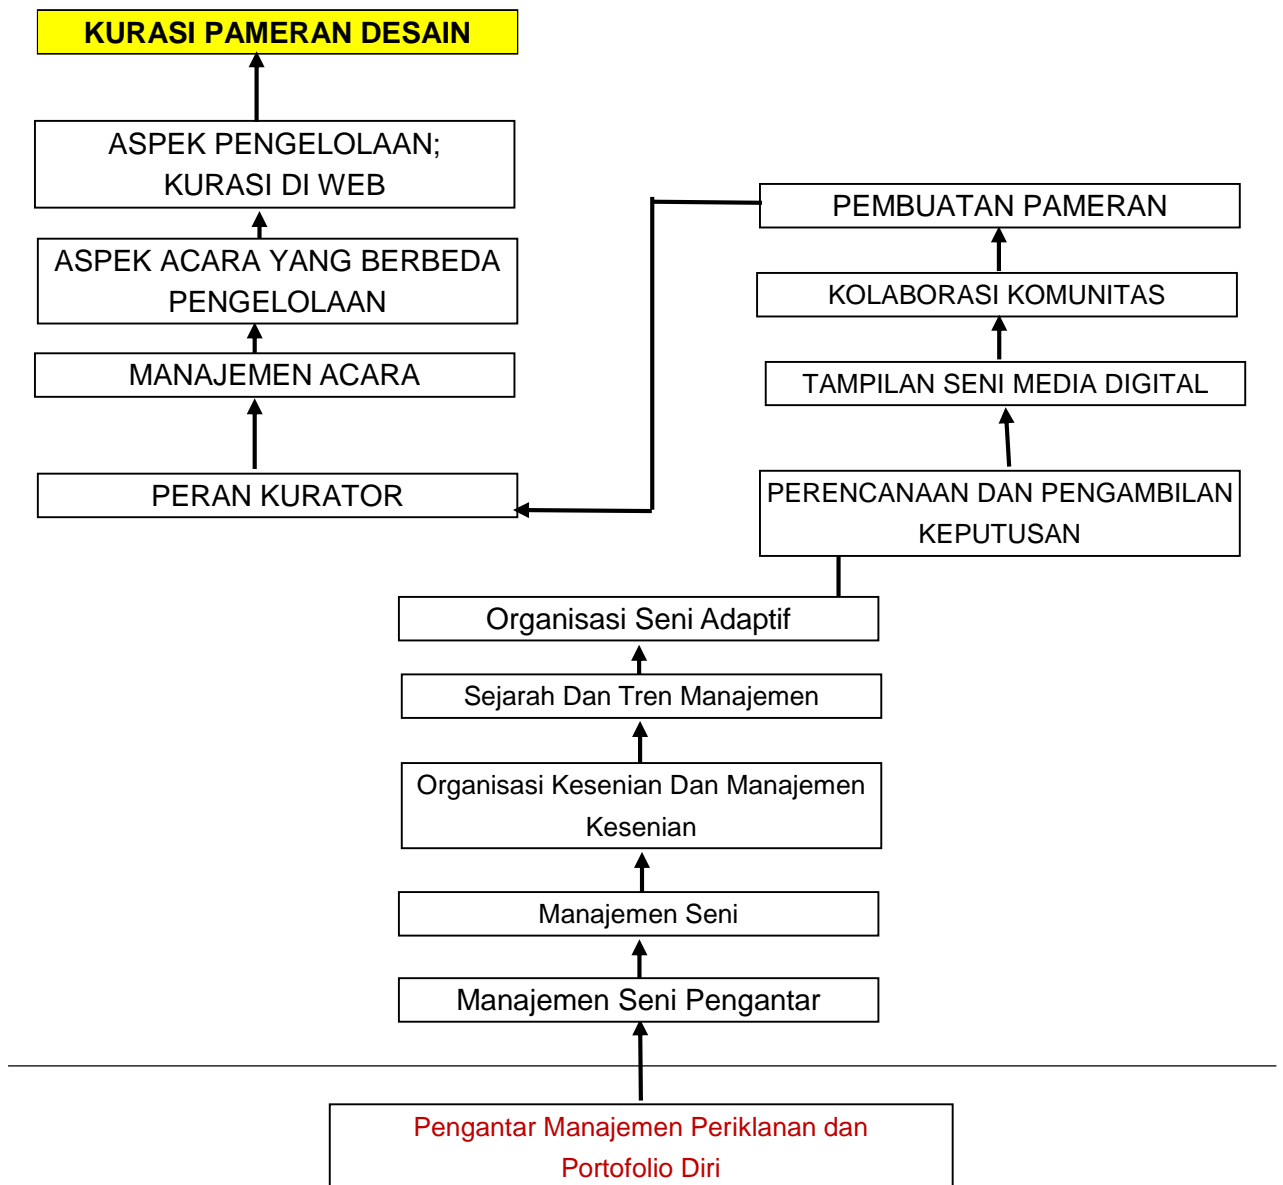 KURASI PAMERAN DESAIN
ASPEK PENGELOLAAN;
KURASI DI WEB
ASPEK ACARA YANG BERBEDA
PENGELOLAAN
MANAJEMEN ACARA
PERAN KURATOR
PEMBUATAN PAMERAN
KOLABORASI KOMUNITAS
TAMPILAN SENI MEDIA DIGITAL
PERENCANAAN DAN PENGAMBILAN
KEPUTUSAN
Organisasi Seni Adaptif
Sejarah Dan Tren Manajemen
Organisasi Kesenian Dan Manajemen
Kesenian
Manajemen Seni
Manajemen Seni Pengantar
Pengantar Manajemen Periklanan dan
Portofolio Diri